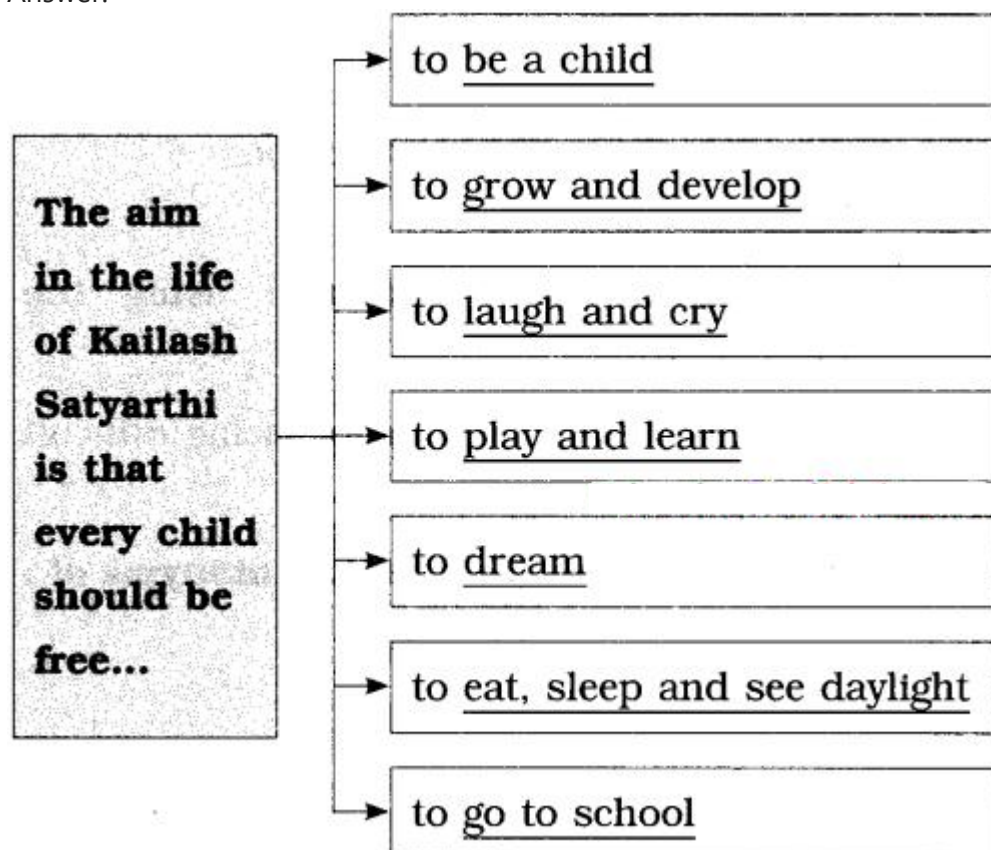 Answer:
to be a child
to grow and develop
to laugh and cry
to play and learn
to dream
to eat, sleep and see daylight
to go to school
The aim
in the life
of Kailash
Satyarthi
is that
every child
should be
free...